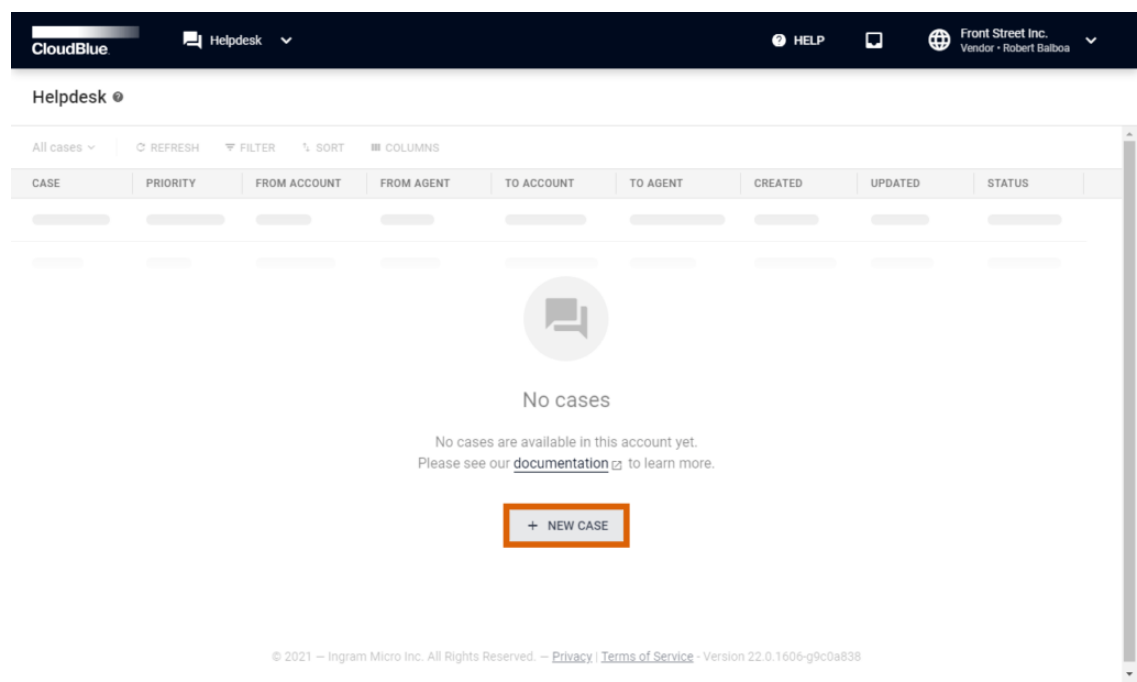 CloudBlue
Helpdesk
HELP
Front Street Inc.
Vendor • Robert Balboa
Helpdesk
All cases
REFRESH
FILTER
SORT
COLUMNS
CASE PRIORITY FROM ACCOUNT FROM AGENT TO ACCOUNT TO AGENT CREATED UPDATED STATUS
No cases
No cases are available in this account yet.
Please see our documentation to learn more.
+ NEW CASE
© 2021 – Ingram Micro Inc. All Rights Reserved. – Privacy | Terms of Service - Version 22.0.1606-g9c0a838